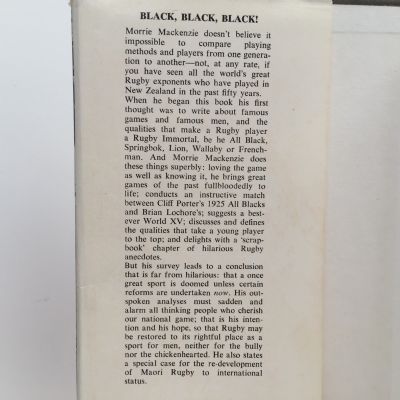 BLACK, BLACK, BLACK!
Morrie Mackenzie doesn't believe it
impossible to compare playing
methods and players from one genera-
tion to another—not, at any rate, if
you have seen all the world's great
Rugby exponents who have played in
New Zealand in the past fifty years.
When he began this book his first
thought was to write about famous
games and famous men, and the
qualities that make a Rugby player
a Rugby Immortal, be he All Black,
Springbok, Lion, Wallaby or French-
man. And Morrie Mackenzie does
these things superbly: loving the game
as well as knowing it, he brings great
games of the past fullbloodedly to
life; conducts an instructive match
between Cliff Porter's 1925 All Blacks
and Brian Lochore's; suggests a best-
ever World XV; discusses and defines
the qualities that take a young player
to the top; and delights with a 'scrap-
book' chapter of hilarious Rugby
anecdotes.
But his survey leads to a conclusion
that is far from hilarious: that a once
great sport is doomed unless certain
reforms are undertaken now. His out-
spoken analyses must sadden and
alarm all thinking people who cherish
our national game; that is his inten-
tion and his hope, so that Rugby may
be restored to its rightful place as a
sport for men, neither for the bully
nor the chickenhearted. He also states
a special case for the re-development
of Maori Rugby to international
status.